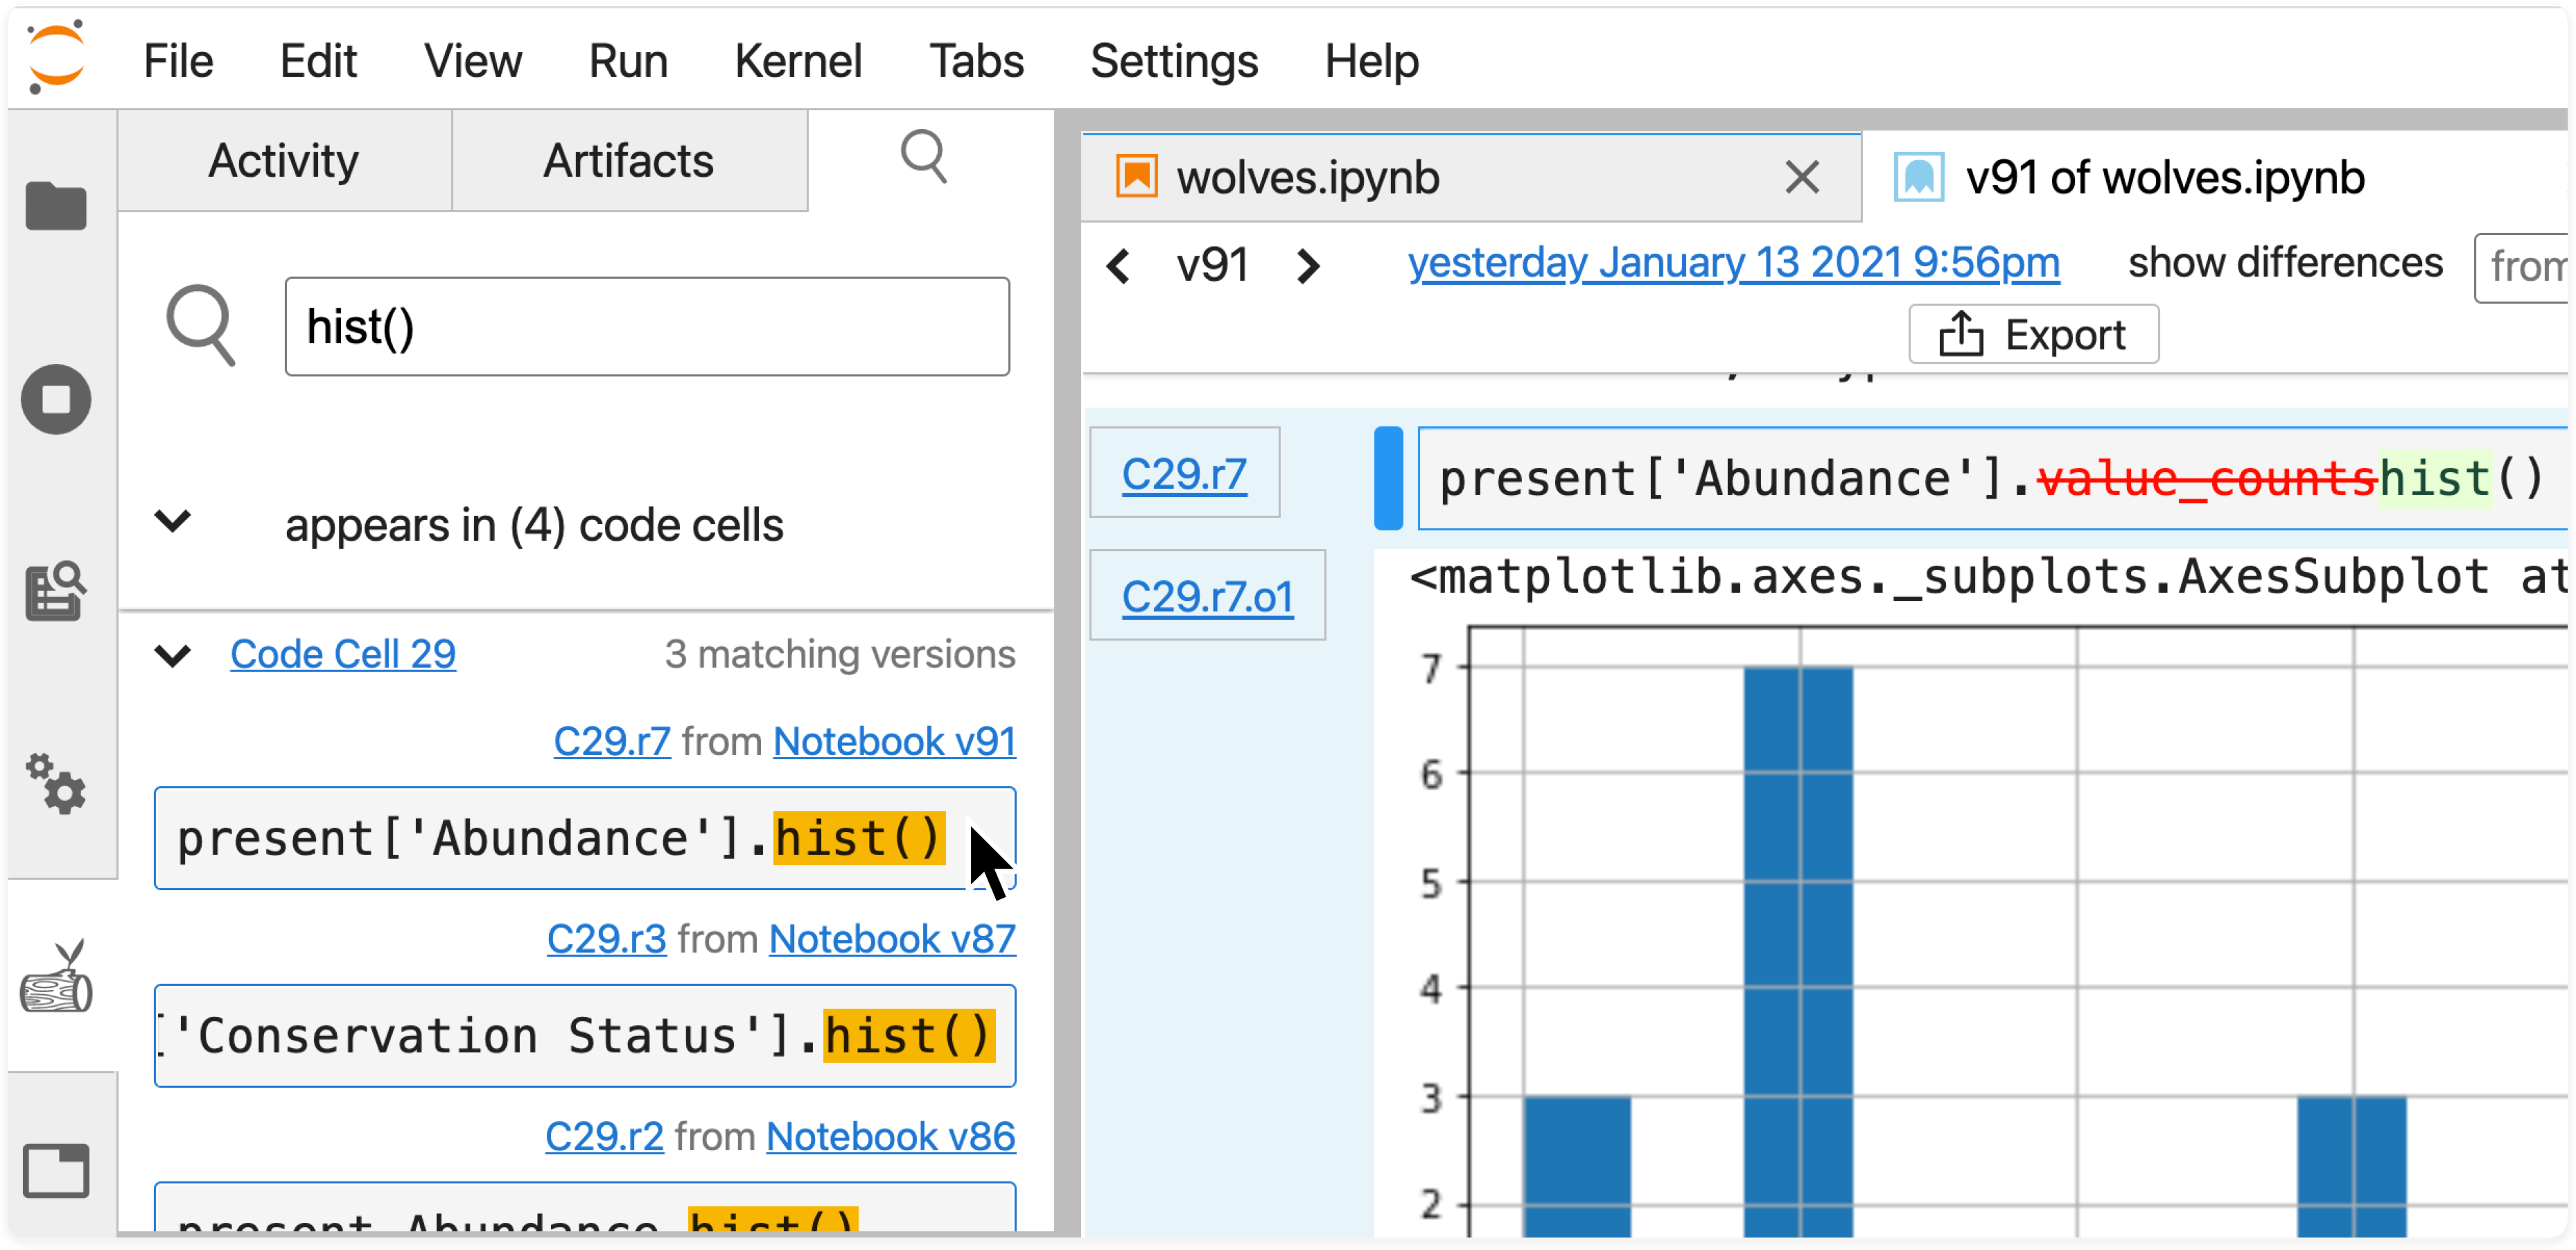 File Edit View Run Kernel Tabs Settings Help
Activity Artifacts
hist()
appears in (4) code cells
Code Cell 29 3 matching versions
C29.r7 from Notebook v91
present['Abundance'].hist()
C29.r3 from Notebook v87
['Conservation Status'].hist()
C29.r2 from Notebook v86
present.Abundance.hist()
wolves.ipynb
v91 of wolves.ipynb
v91 yesterday January 13 2021 9:56pm show differences from
Export
C29.r7
present['Abundance'].value_countshist()
C29.r7.o1
<matplotlib.axes._subplots.AxesSubplot at
7
6
5
4
3
2